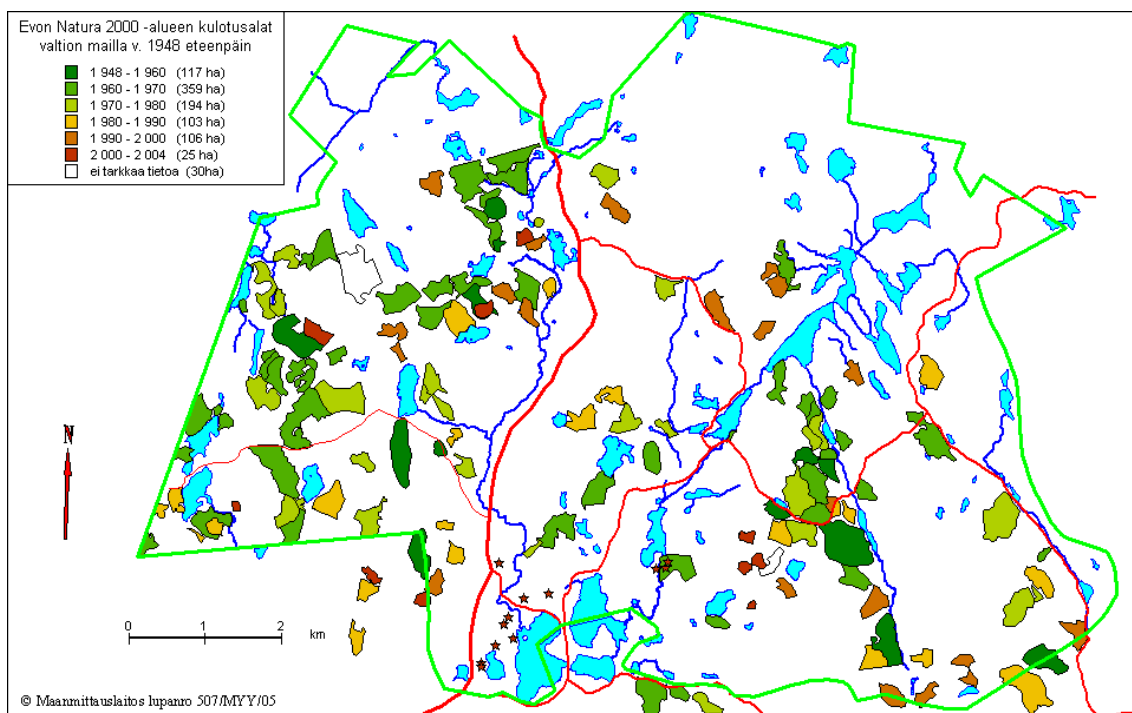 Evon Natura 2000 -alueen kulotusalat
valtion mailla v. 1948 eteenpäin
1 948 - 1 960 (117 ha)
1 960 - 1 970 (359 ha)
1 970 - 1 980 (194 ha)
1 980 - 1 990 (103 ha)
1 990 - 2 000 (106 ha)
2 000 - 2 004 (25 ha)
ei tarkkaa tietoa (30ha)
N
0 1 2 km
© Maanmittauslaitos lupanro 507/MYY/05